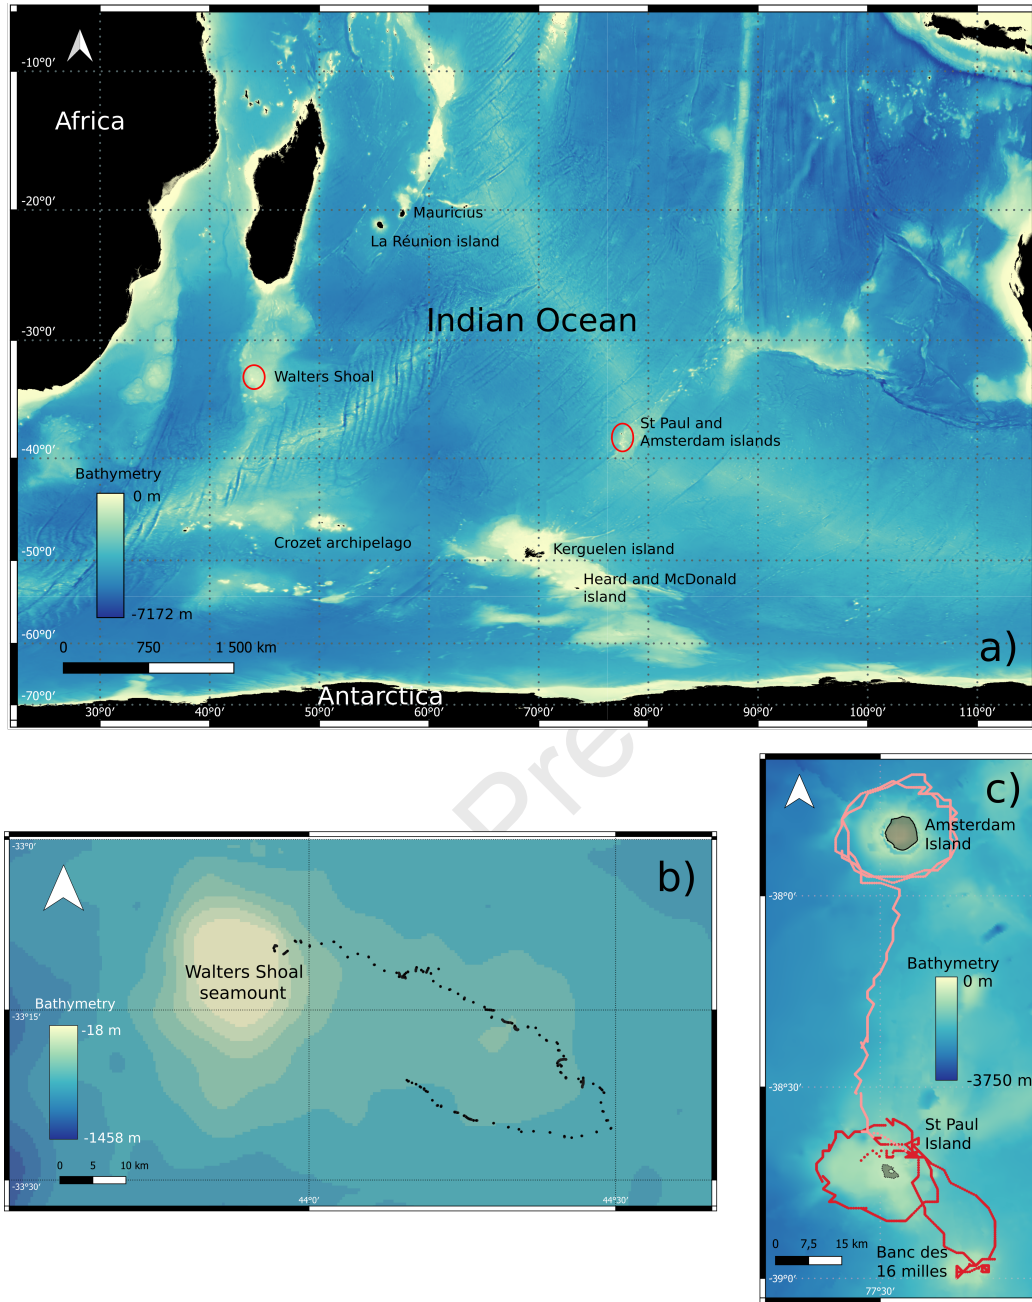 -10°0'
Africa
-20°0'
Mauricius
La Réunion island
Indian Ocean
-30°0'
Walters Shoal
St Paul and
Amsterdam islands
-40°0'
Bathymetry
0 m
-7172 m
Crozet archipelago
-50°0'
Kerguelen island
Heard and McDonald
island
-60°0'
0 750 1 500 km
a)
-70°0'
Antarctica
30°0' 40°0' 50°0' 60°0' 70°0' 80°0' 90°0' 100°0' 110°0'
Pre
b)
-33°0'
Walters Shoal
seamount
Bathymetry
-33°15'
-18 m
-1458 m
0 5 10 km
-33°30'
44°0' 44°30'
c)
Amsterdam
Island
-38°0'
Bathymetry
0 m
-3750 m
-38°30'
St Paul
Island
0 7,5 15 km
Banc des
16 milles
-39°0'
77°30'